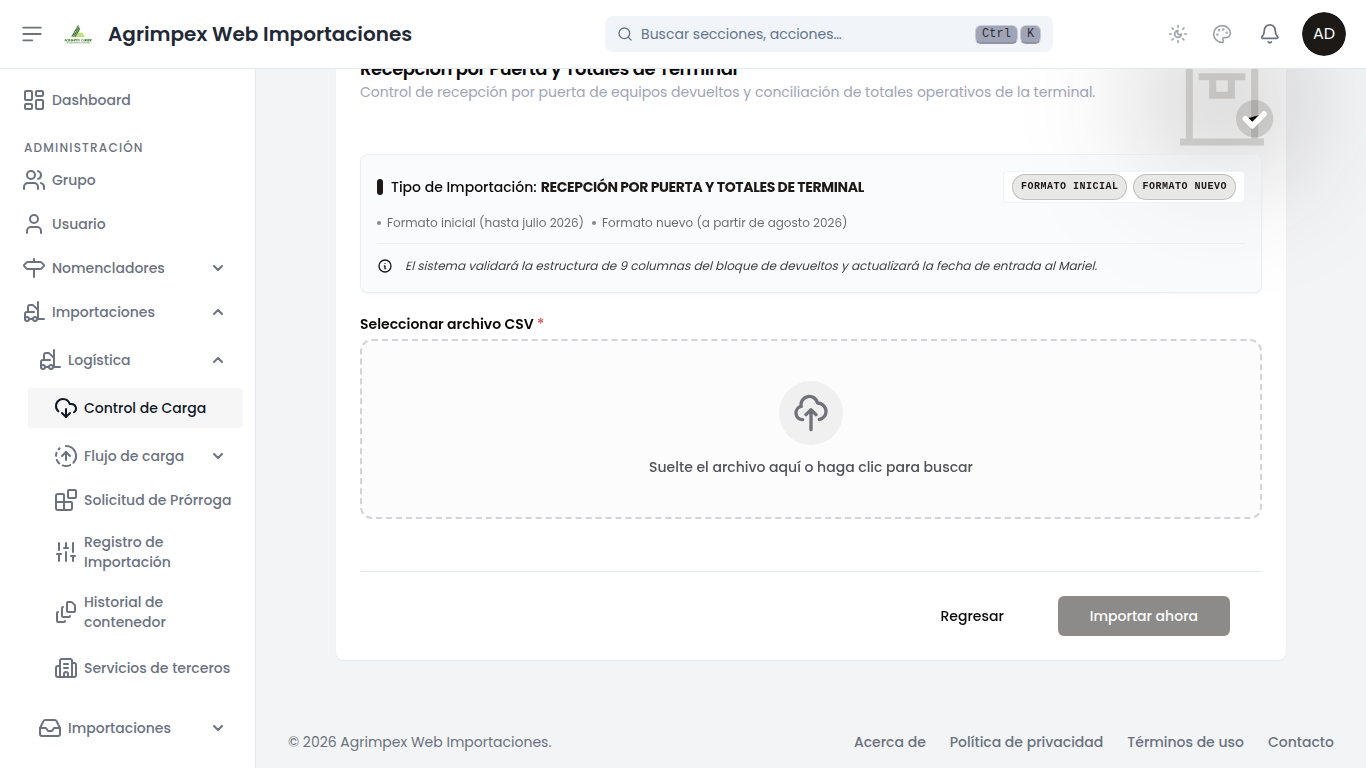 Agrimpex Web Importaciones
Buscar secciones, acciones...
Ctrl K
AD
Dashboard
ADMINISTRACIÓN
Grupo
Usuario
Nomencladores
Importaciones
Logística
Control de Carga
Flujo de carga
Solicitud de Prórroga
Registro de
Importación
Historial de
contenedor
Servicios de terceros
Importaciones
Recepción por Puerta y Totales de Terminal
Control de recepción por puerta de equipos devueltos y conciliación de totales operativos de la terminal.
Tipo de Importación: RECEPCIÓN POR PUERTA Y TOTALES DE TERMINAL
FORMATO INICIAL FORMATO NUEVO
• Formato inicial (hasta julio 2026) • Formato nuevo (a partir de agosto 2026)
El sistema validará la estructura de 9 columnas del bloque de devueltos y actualizará la fecha de entrada al Mariel.
Seleccionar archivo CSV *
Suelte el archivo aquí o haga clic para buscar
Regresar
Importar ahora
© 2026 Agrimpex Web Importaciones.
Acerca de Política de privacidad Términos de uso Contacto